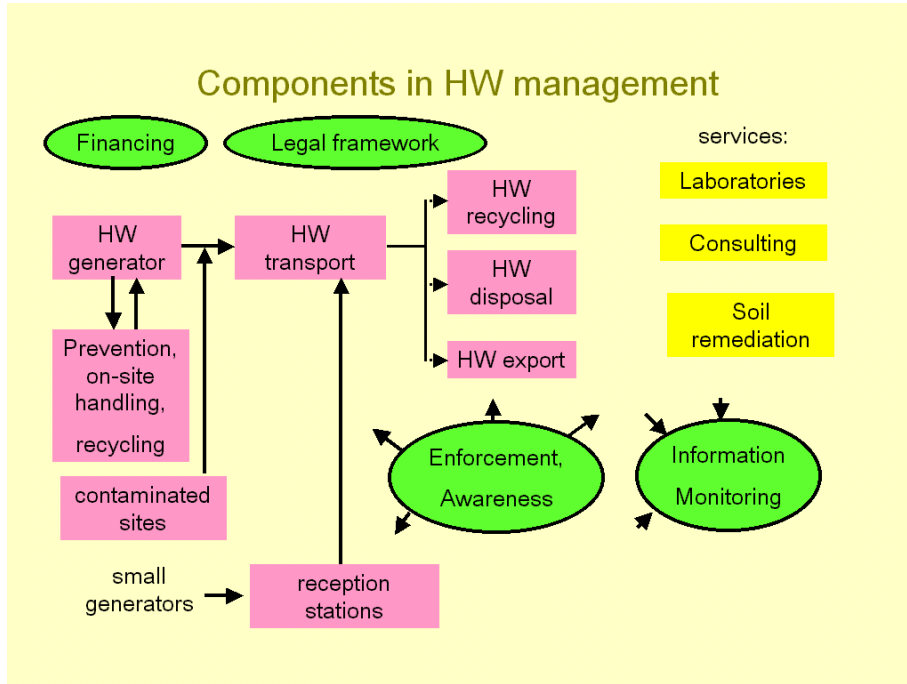 Components in HW management
Financing
Legal framework
services:
Laboratories
Consulting
Soil
remediation
HW
generator
HW
transport
HW
recycling
HW
disposal
HW export
Prevention,
on-site
handling,
recycling
contaminated
sites
small
generators
reception
stations
Enforcement,
Awareness
Information
Monitoring